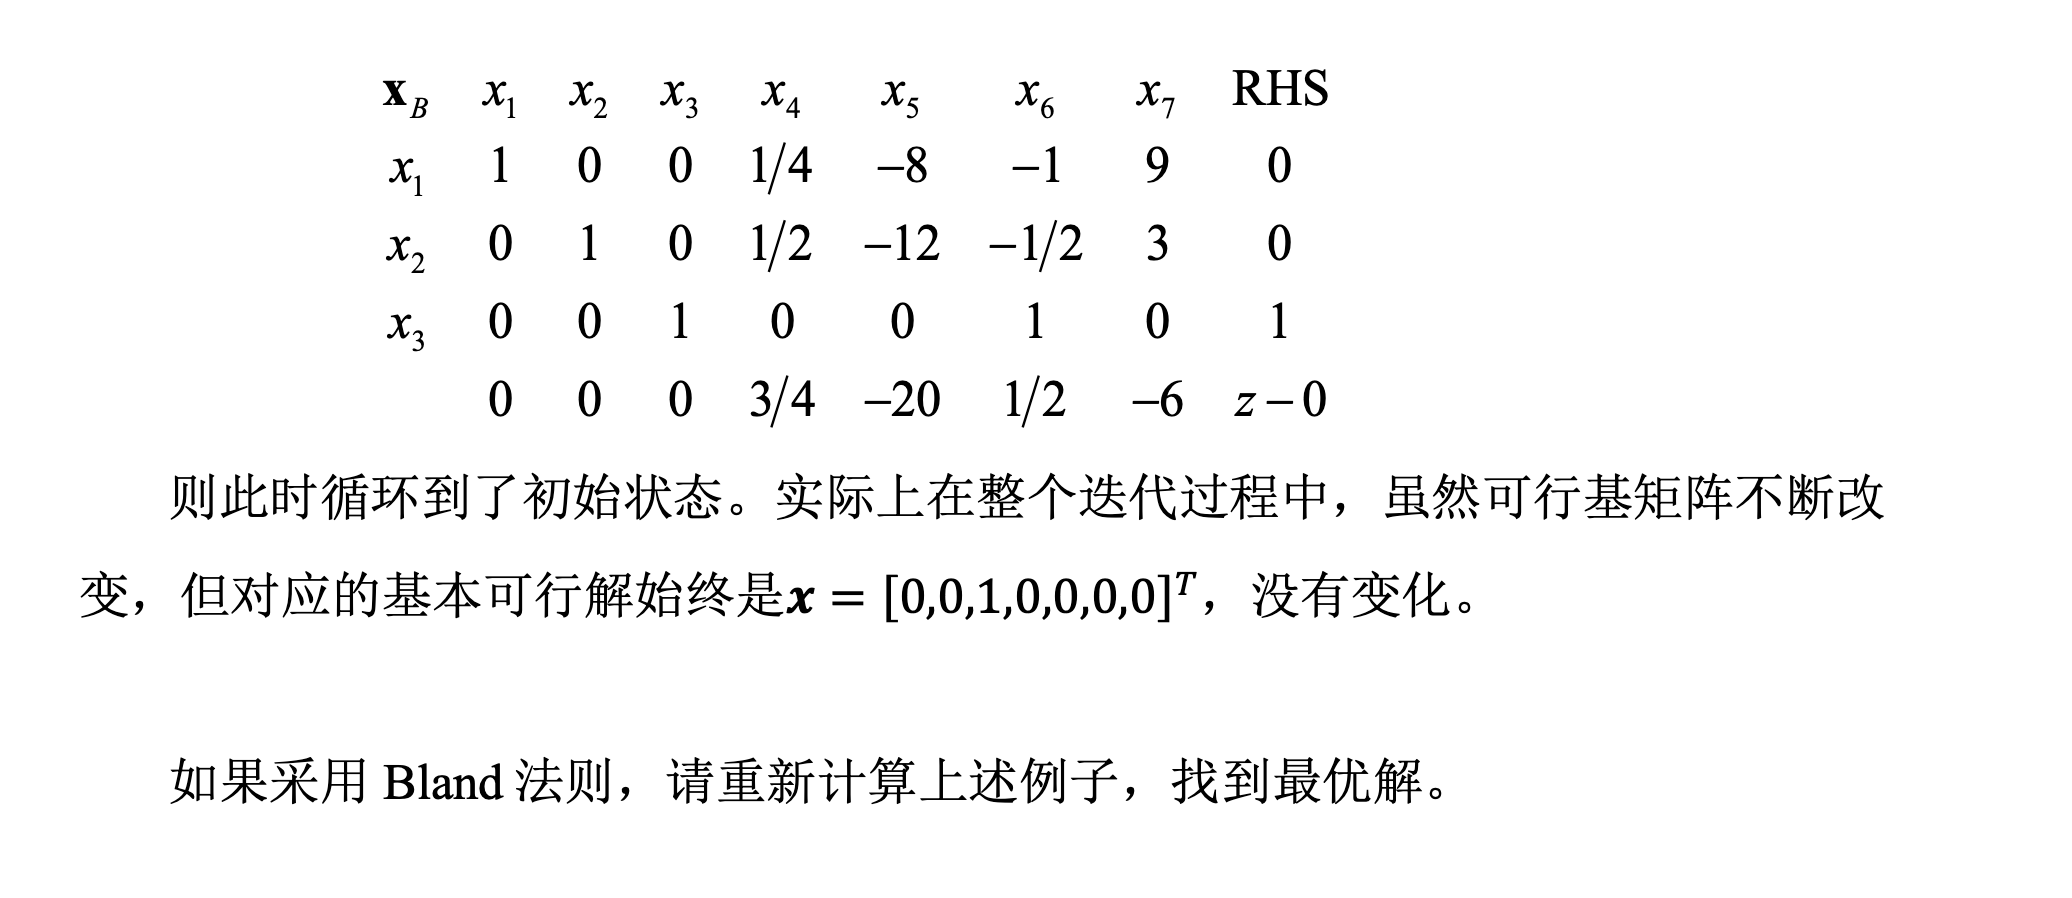 x_B x_1 x_2 x_3 x_4 x_5 x_6 x_7 RHS
x_1 1 0 0 1/4 −8 −1 9 0
x_2 0 1 0 1/2 −12 −1/2 3 0
x_3 0 0 1 0 0 1 0 1
0 0 0 3/4 −20 1/2 −6 z−0
则此时循环到了初始状态。实际上在整个迭代过程中，虽然可行基矩阵不断改
变，但对应的基本可行解始终是x = [0,0,1,0,0,0,0]^T，没有变化。
如果采用 Bland 法则，请重新计算上述例子，找到最优解。